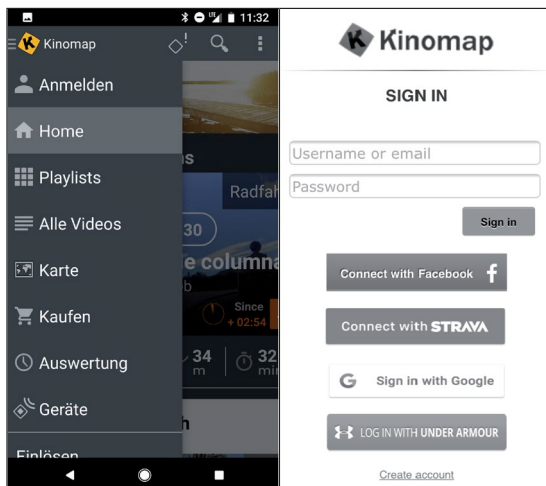 11:32
Kinomap
Anmelden
Home
Playlists
Alle Videos
Karte
Kaufen
Auswertung
Geräte
Einlösen
Radfah
30
e columna
Since
+ 02:54
34
m
32
min
Kinomap
SIGN IN
Username or email
Password
Sign in
Connect with Facebook f
Connect with STRAVA
G Sign in with Google
LOG IN WITH UNDER ARMOUR
Create account